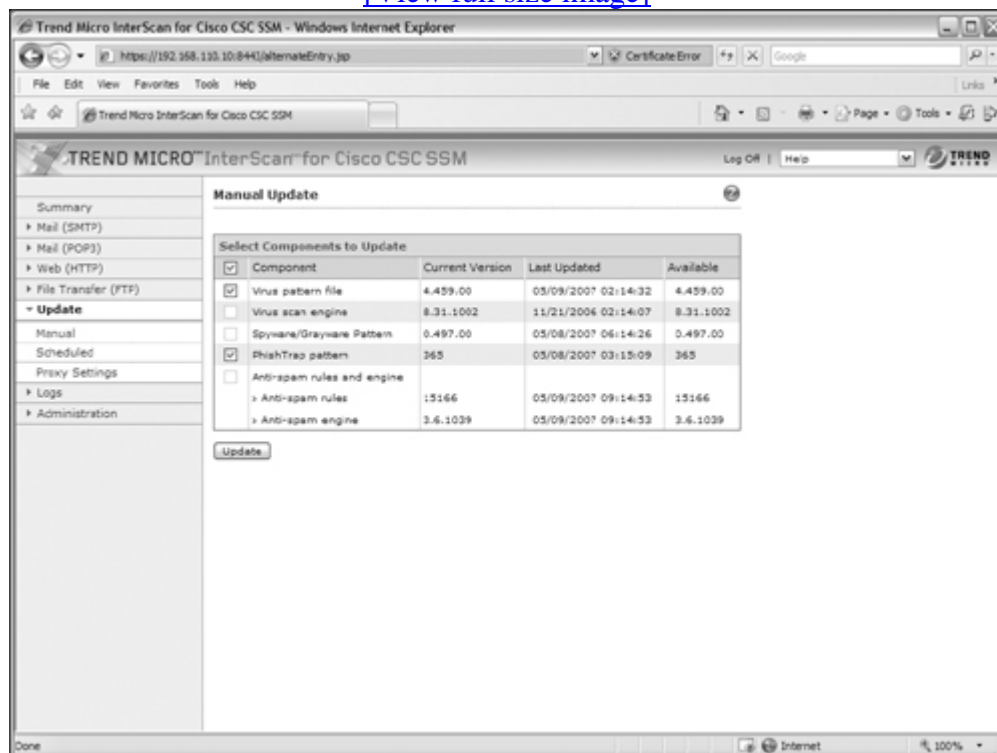 [View full size image]
Trend Micro InterScan for Cisco CSC SSM - Windows Internet Explorer
https://192.168.110.10:8443/alternateEntry.jsp Certificate Error Google
File Edit View Favorites Tools Help Links
Trend Micro InterScan for Cisco CSC SSM Page Tools
TREND MICRO™ InterScan™ for Cisco CSC SSM Log Off | Help TREND MICRO
Manual Update
Summary
Mail (SMTP)
Mail (POP3)
Web (HTTP)
File Transfer (FTP)
Update
Manual
Scheduled
Proxy Settings
Logs
Administration
Select Components to Update
Component Current Version Last Updated Available
Virus pattern file 4.459.00 05/09/2007 02:14:32 4.459.00
Virus scan engine 8.31.1002 11/21/2006 02:14:07 8.31.1002
Spyware/Grayware Pattern 0.497.00 05/08/2007 06:14:26 0.497.00
PhishTrap pattern 365 05/08/2007 03:15:09 365
Anti-spam rules and engine
> Anti-spam rules 15166 05/09/2007 09:14:53 15166
> Anti-spam engine 3.6.1039 05/09/2007 09:14:53 3.6.1039
Update
Done Internet 100%